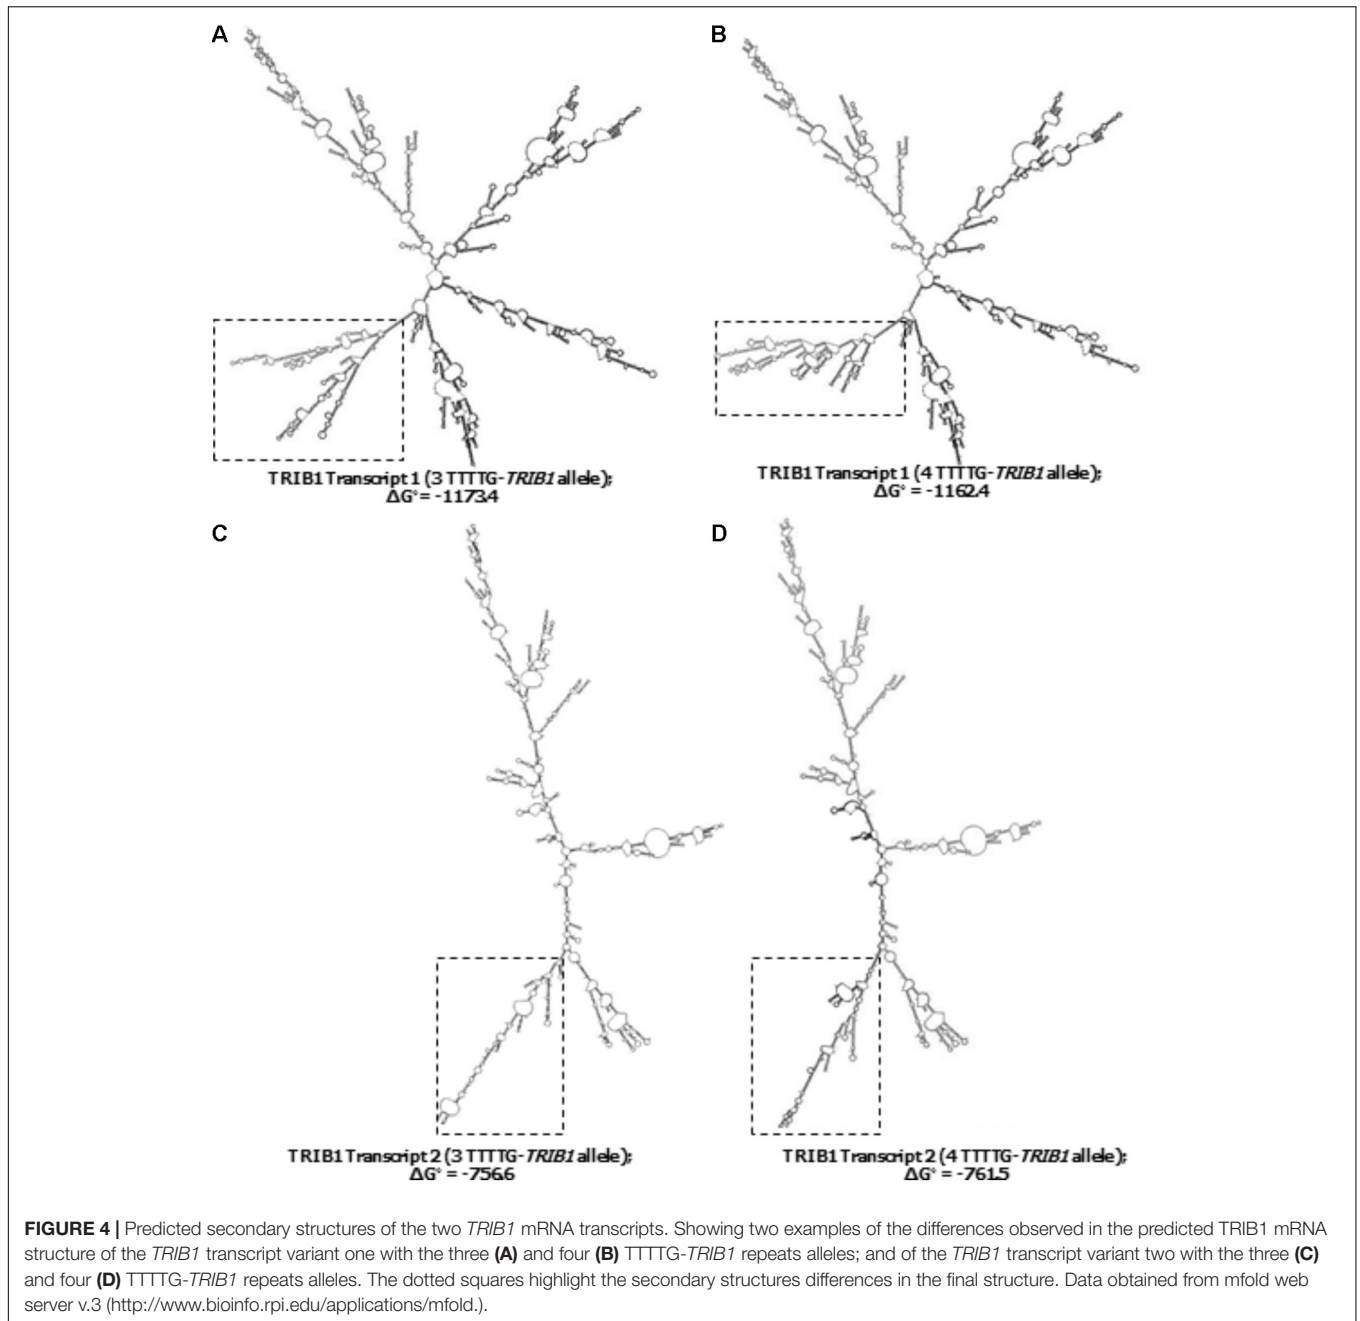 A
B
TRIB1 Transcript 1 (3 TTTTG-TRIB1 allele);
ΔG° = -1173.4
TRIB1 Transcript 1 (4 TTTTG-TRIB1 allele);
ΔG° = -1162.4
C
D
TRIB1 Transcript 2 (3 TTTTG-TRIB1 allele);
ΔG° = -756.6
TRIB1 Transcript 2 (4 TTTTG-TRIB1 allele);
ΔG° = -761.5
FIGURE 4 | Predicted secondary structures of the two TRIB1 mRNA transcripts. Showing two examples of the differences observed in the predicted TRIB1 mRNA
structure of the TRIB1 transcript variant one with the three (A) and four (B) TTTTG-TRIB1 repeats alleles; and of the TRIB1 transcript variant two with the three (C)
and four (D) TTTTG-TRIB1 repeats alleles. The dotted squares highlight the secondary structures differences in the final structure. Data obtained from mfold web
server v.3 (http://www.bioinfo.rpi.edu/applications/mfold.).